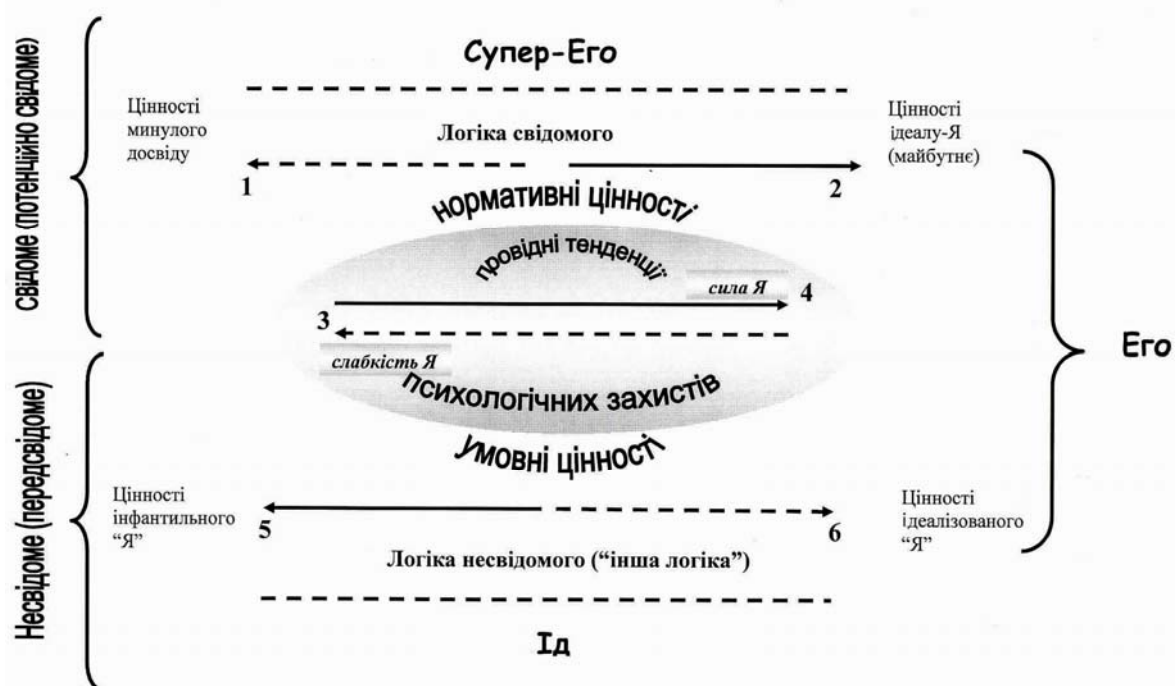 Супер-Его
свідоме (потенційно свідоме)
Цінності
минулого
досвіду
Логіка свідомого
Цінності
ідеалу-Я
(майбутнє)
1
2
нормативні цінності
провідні тенденції
сила Я
4
3
слабкість Я
психологічних захистів
умовні цінності
Его
Несвідоме (передсвідоме)
Цінності
інфантильного
“Я”
5
6
Цінності
ідеалізованого
“Я”
Логіка несвідомого (“інша логіка”)
Ід